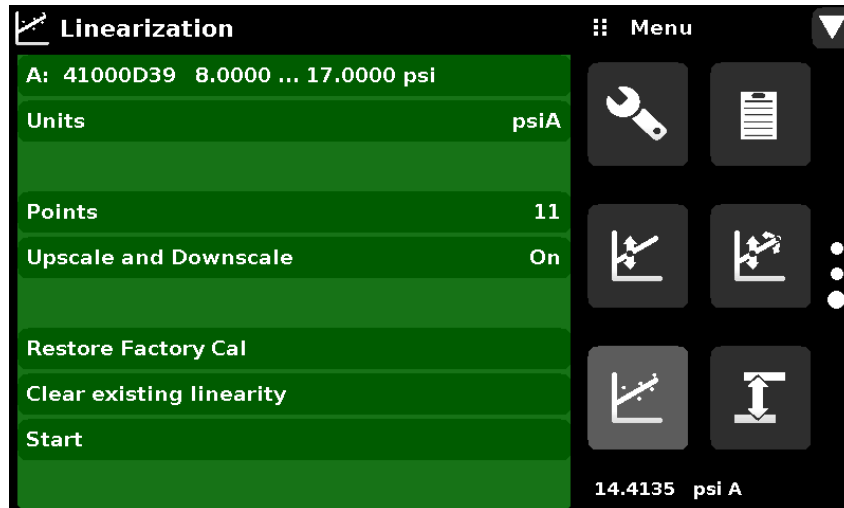 Linearization
A: 41000D39 8.0000 ... 17.0000 psi
Units psiA
Points 11
Upscale and Downscale On
Restore Factory Cal
Clear existing linearity
Start
Menu
14.4135 psi A